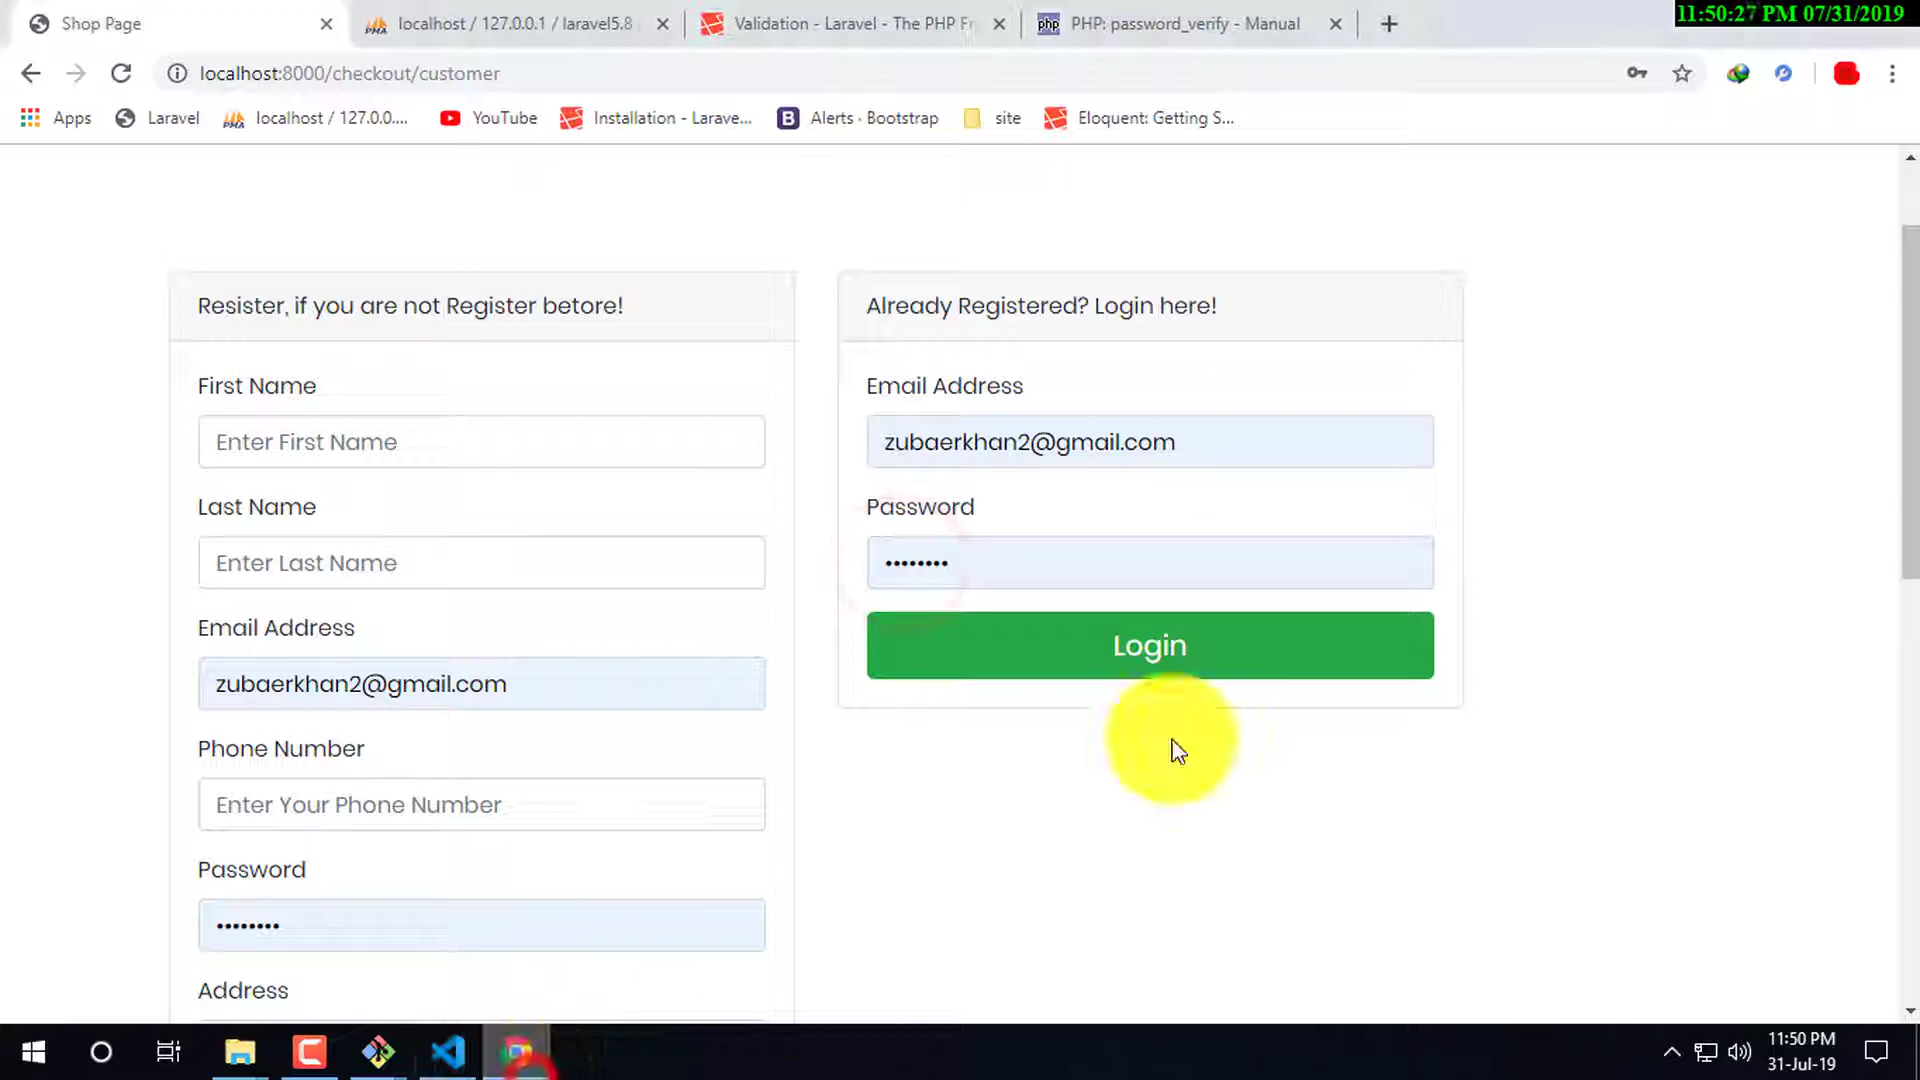 Shop Page
localhost / 127.0.0.1 / laravel5.8
Validation - Laravel - The PHP Fr
PHP: password_verify - Manual
11:50:27 PM 07/31/2019
localhost:8000/checkout/customer
Apps
Laravel
localhost / 127.0.0....
YouTube
Installation - Larave...
Alerts · Bootstrap
site
Eloquent: Getting S...
Resister, if you are not Register betore!
First Name
Enter First Name
Last Name
Enter Last Name
Email Address
zubaerkhan2@gmail.com
Phone Number
Enter Your Phone Number
Password
••••••••
Address
Already Registered? Login here!
Email Address
zubaerkhan2@gmail.com
Password
••••••••
Login
11:50 PM
31-Jul-19